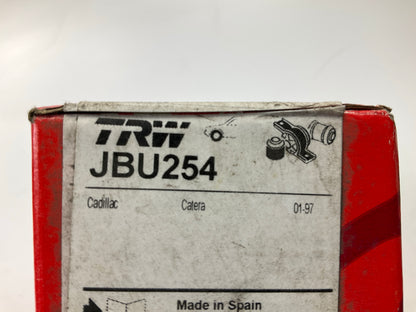 TRW
JBU254
Cadillac Catera 01-97
Made in Spain